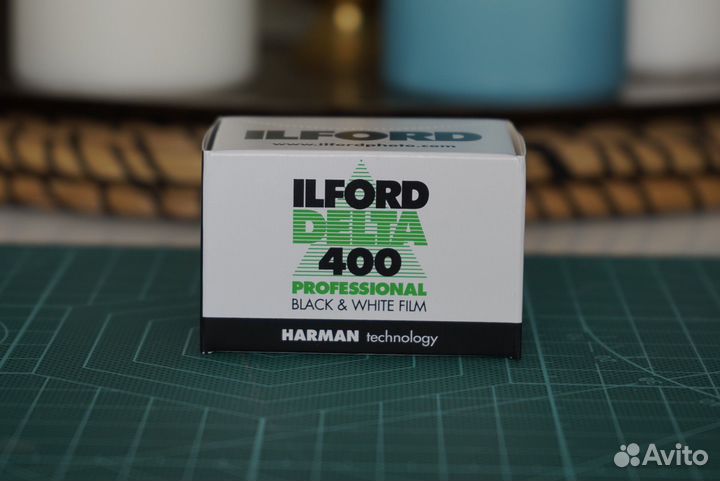 ILFORD
www.ilfordphoto.com
ILFORD
DELTA
400
PROFESSIONAL
BLACK & WHITE FILM
HARMAN technology
Avito